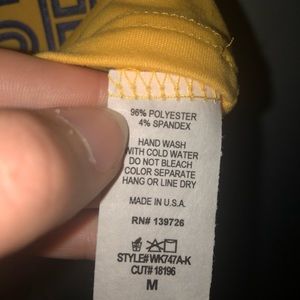 96% POLYESTER
4% SPANDEX
HAND WASH
WITH COLD WATER
DO NOT BLEACH
COLOR SEPARATE
HANG OR LINE DRY
MADE IN U.S.A.
RN# 139726
STYLE# WK747A-K
CUT# 18196
M